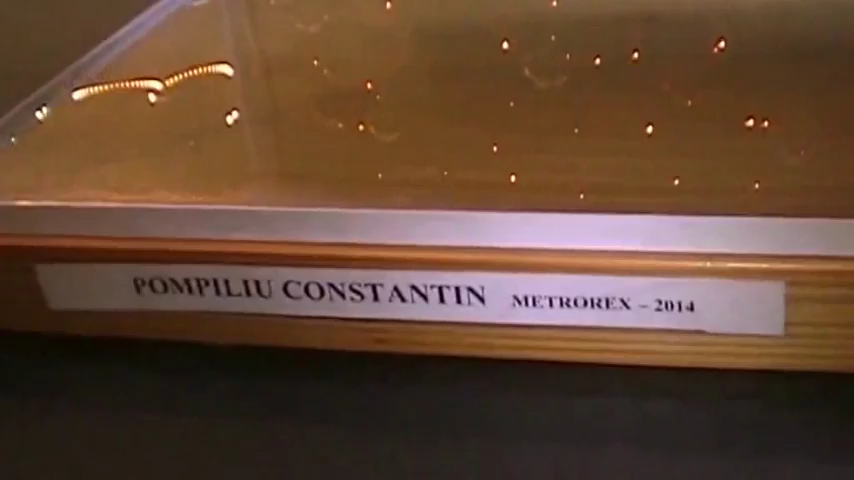 POMPILIU CONSTANTIN METROREX – 2014